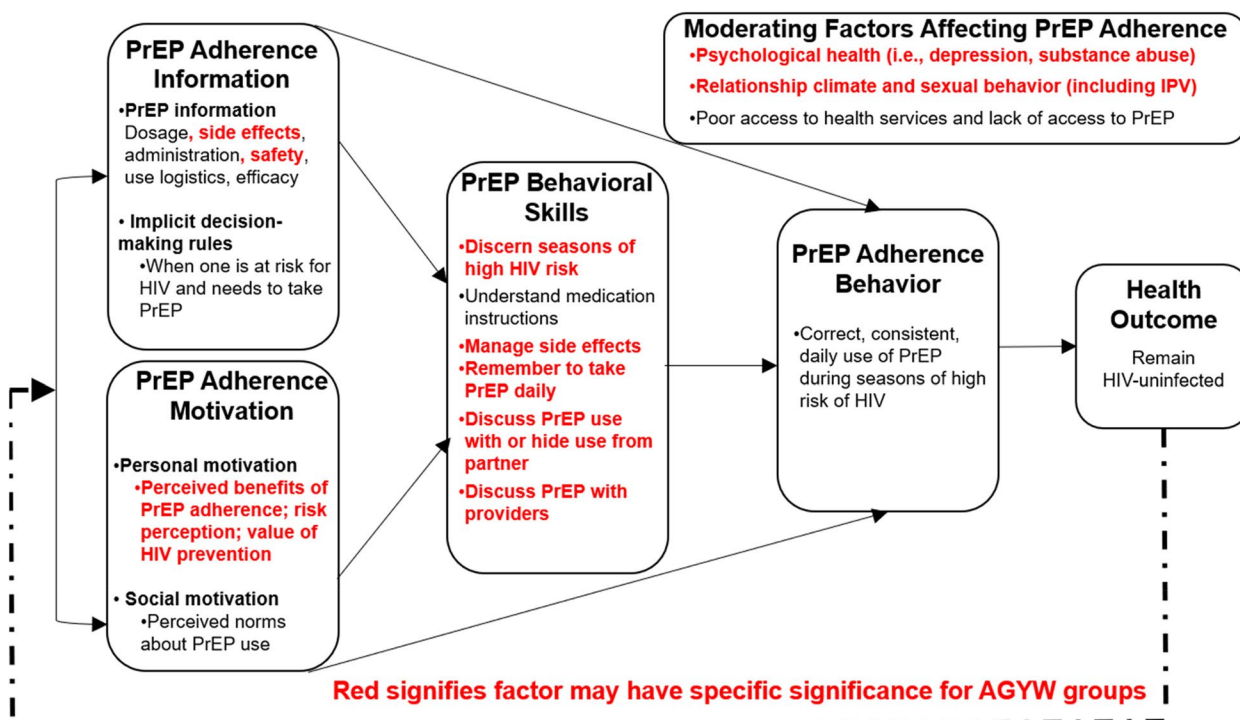 PrEP Adherence
Information
•PrEP information
Dosage, side effects,
administration, safety,
use logistics, efficacy
• Implicit decision-
making rules
•When one is at risk for
HIV and needs to take
PrEP
PrEP Adherence
Motivation
•Personal motivation
•Perceived benefits of
PrEP adherence; risk
perception; value of
HIV prevention
• Social motivation
•Perceived norms
about PrEP use
PrEP Behavioral
Skills
•Discern seasons of
high HIV risk
•Understand medication
instructions
•Manage side effects
•Remember to take
PrEP daily
•Discuss PrEP use
with or hide use from
partner
•Discuss PrEP with
providers
Moderating Factors Affecting PrEP Adherence
•Psychological health (i.e., depression, substance abuse)
•Relationship climate and sexual behavior (including IPV)
•Poor access to health services and lack of access to PrEP
PrEP Adherence
Behavior
•Correct, consistent,
daily use of PrEP
during seasons of high
risk of HIV
Health
Outcome
Remain
HIV-uninfected
Red signifies factor may have specific significance for AGYW groups